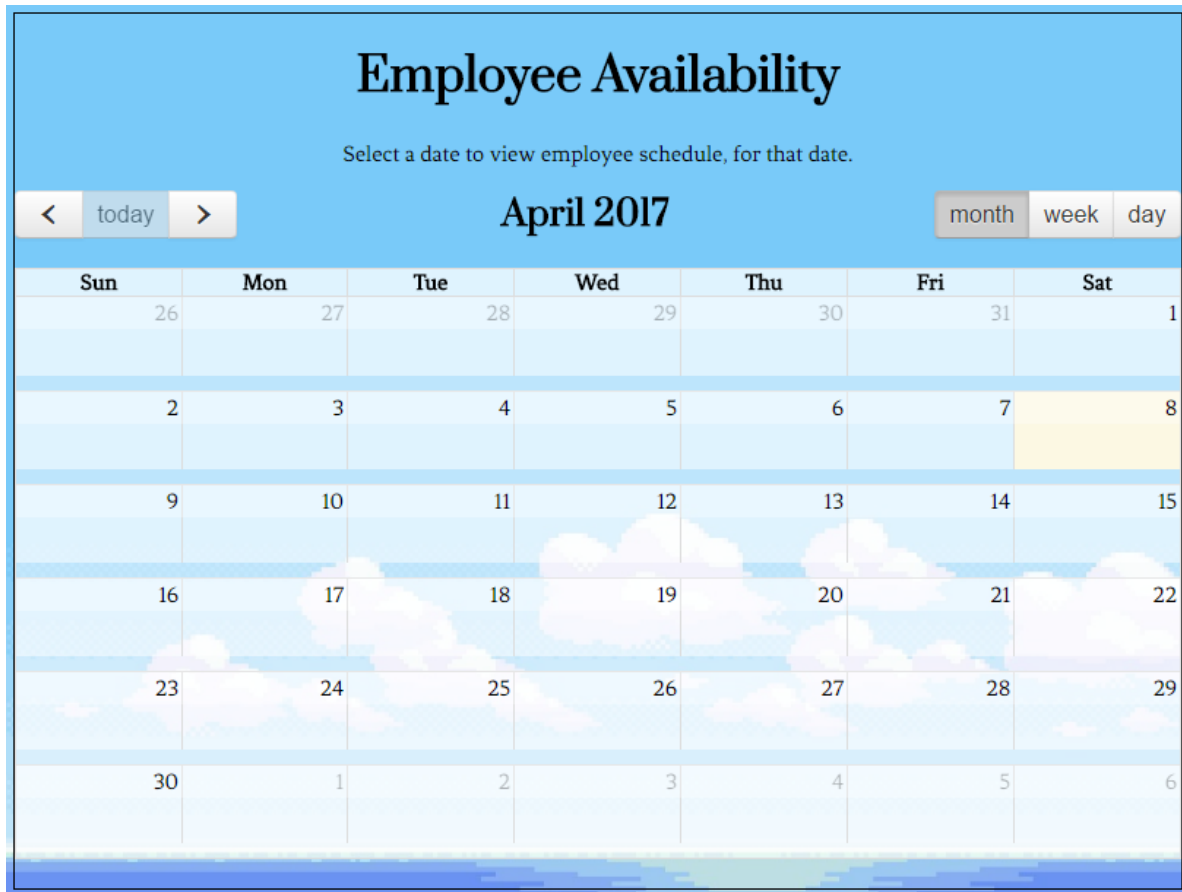 Employee Availability
Select a date to view employee schedule, for that date.
< today > April 2017 month week day
Sun Mon Tue Wed Thu Fri Sat
26 27 28 29 30 31 1
2 3 4 5 6 7 8
9 10 11 12 13 14 15
16 17 18 19 20 21 22
23 24 25 26 27 28 29
30 1 2 3 4 5 6